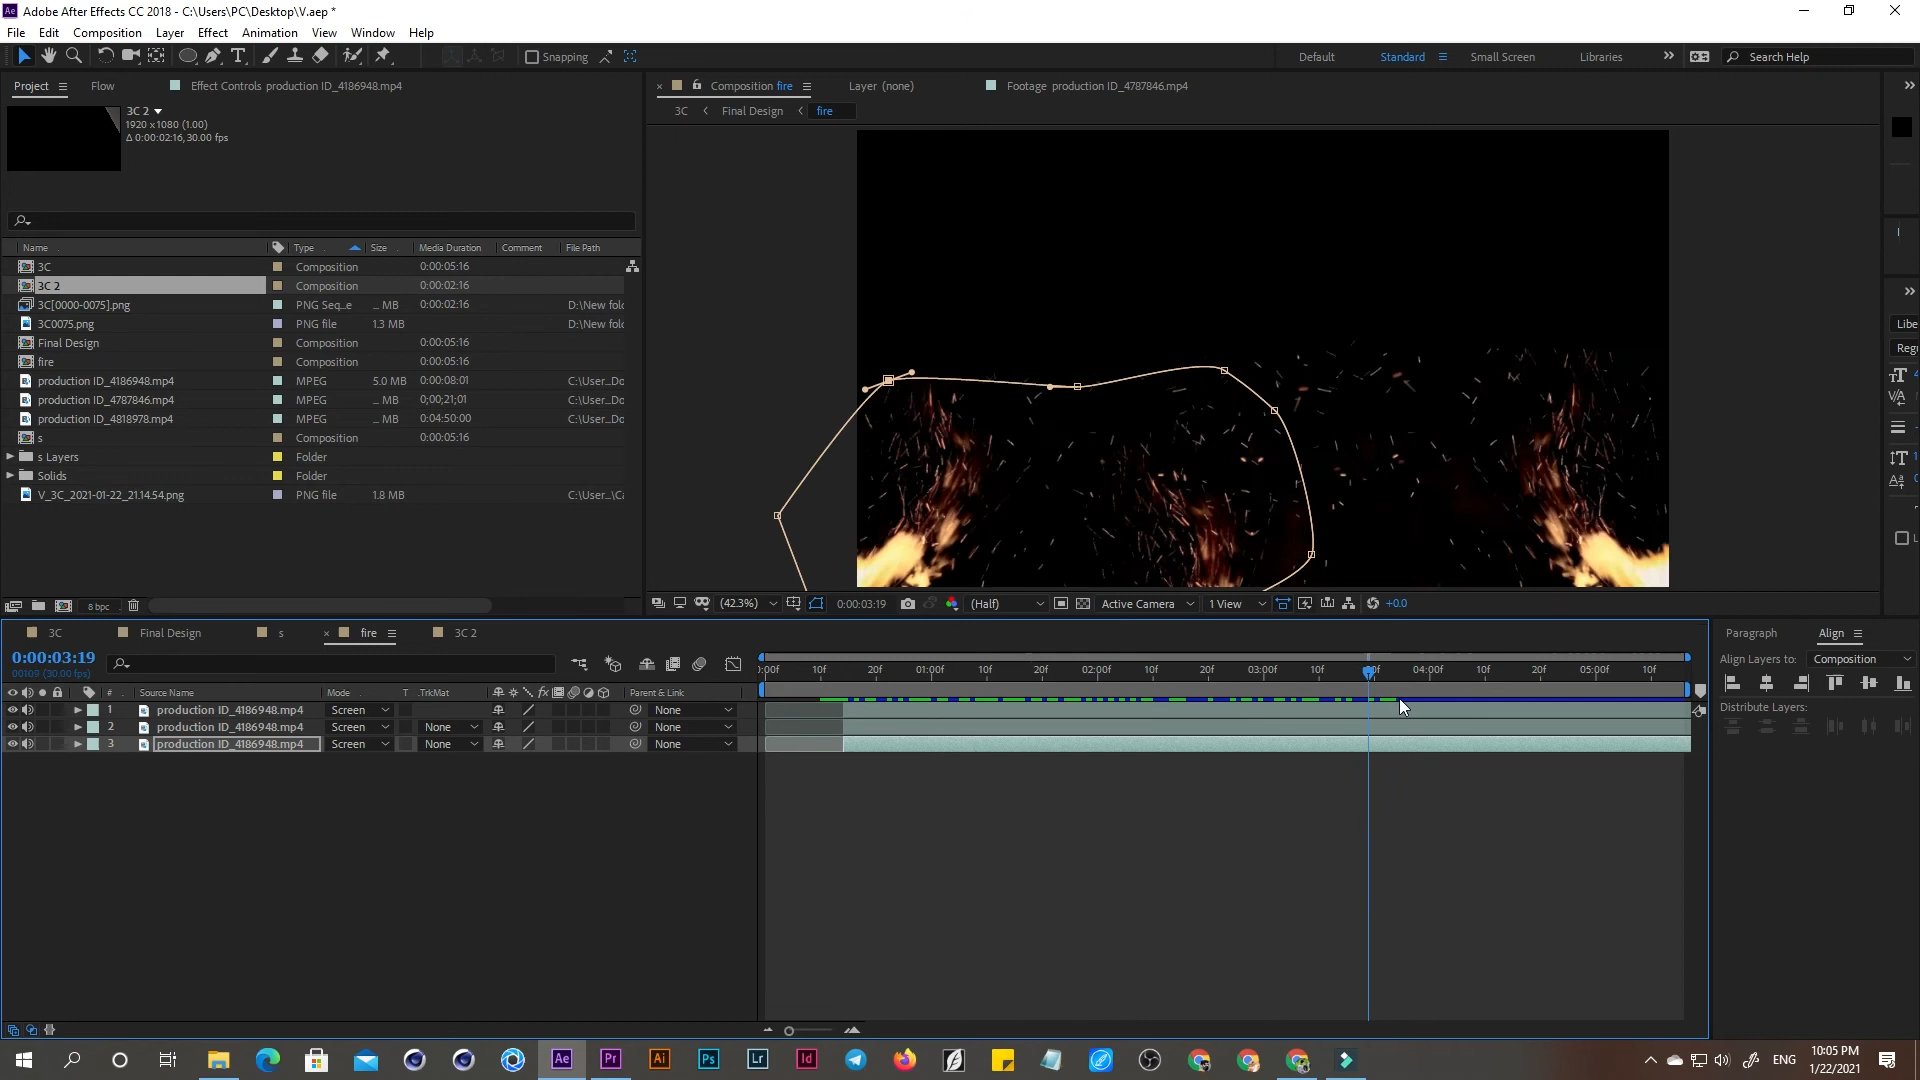 Adobe After Effects CC 2018 - C:\Users\PC\Desktop\V.aep *
File Edit Composition Layer Effect Animation View Window Help
Snapping
Default Standard Small Screen Libraries Search Help
Project Flow Effect Controls production ID_4186948.mp4
Composition fire Layer (none) Footage production ID_4787846.mp4
3C Final Design fire
3C 2
1920 x1080 (1.00)
Δ 0:00:02:16, 30.00 fps
Name Type Size Media Duration Comment File Path
3C Composition 0:00:05:16
3C 2 Composition 0:00:02:16
3C[0000-0075].png PNG Seq...e ... MB 0:00:02:16 D:\New fol
3C0075.png PNG file 1.3 MB D:\New fol
Final Design Composition 0:00:05:16
fire Composition 0:00:05:16
production ID_4186948.mp4 MPEG 5.0 MB 0:00:08:01 C:\User...Do
production ID_4787846.mp4 MPEG ... MB 0;00;21;01 C:\User...Do
production ID_4818978.mp4 MPEG ... MB 0:04:50:00 C:\User...Do
s Composition 0:00:05:16
s Layers Folder
Solids Folder
V_3C_2021-01-22_21.14.54.png PNG file 1.8 MB C:\User...\Ca
Libe
Reg
8 bpc
(42.3%) 0:00:03:19 (Half) Active Camera 1 View +0.0
3C Final Design s fire 3C 2
0:00:03:19
00109 (30.00 fps)
:00f 10f 20f 01:00f 10f 20f 02:00f 10f 20f 03:00f 10f 04:00f 10f 20f 05:00f 10f
# Source Name Mode T .TrkMat fx Parent & Link
1 production ID_4186948.mp4 Screen None
2 production ID_4186948.mp4 Screen None None
3 production ID_4186948.mp4 Screen None None
Paragraph Align
Align Layers to: Composition
Distribute Layers:
Ae Pr Ai Ps Lr Id
ENG
10:05 PM
1/22/2021